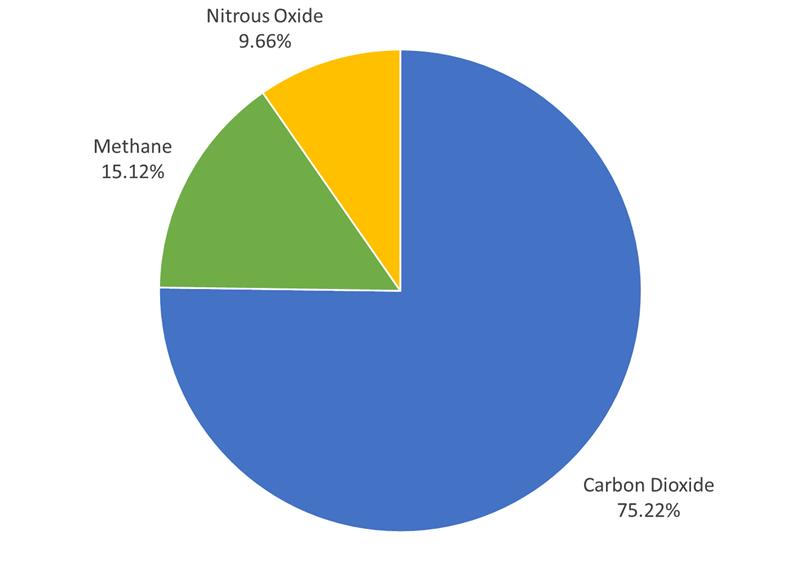 Nitrous Oxide
9.66%
Methane
15.12%
Carbon Dioxide
75.22%